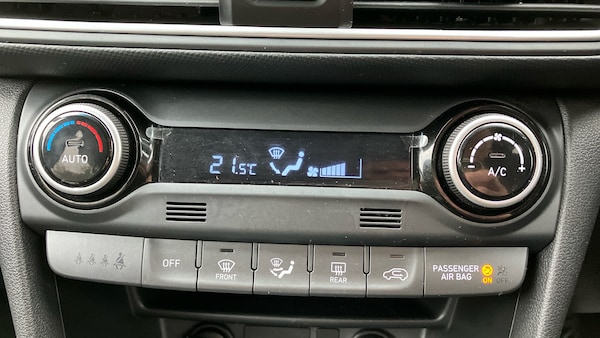 21.5°C
AUTO
A/C
- +
OFF
FRONT
REAR
PASSENGER
AIR BAG
ON OFF